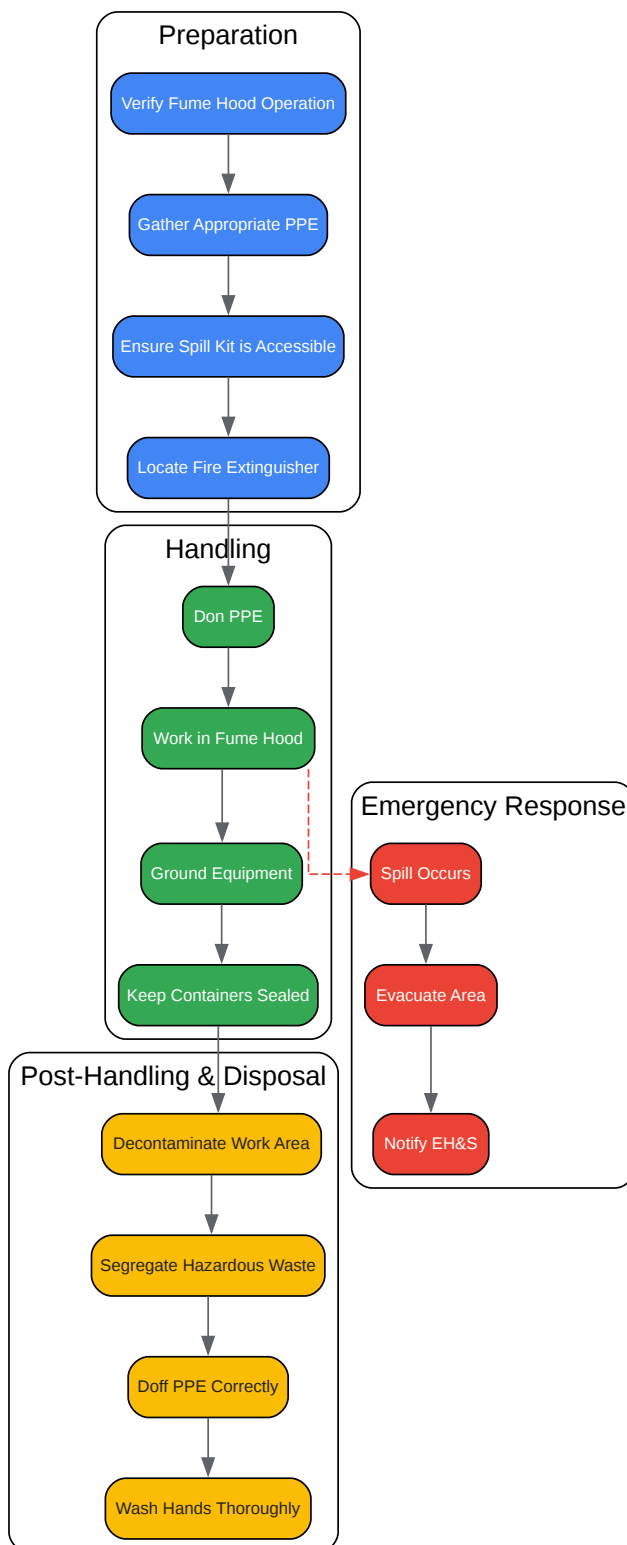 Preparation
Verify Fume Hood Operation
Gather Appropriate PPE
Ensure Spill Kit is Accessible
Locate Fire Extinguisher
Handling
Don PPE
Work in Fume Hood
Ground Equipment
Keep Containers Sealed
Emergency Response
Spill Occurs
Evacuate Area
Notify EH&S
Post-Handling & Disposal
Decontaminate Work Area
Segregate Hazardous Waste
Doff PPE Correctly
Wash Hands Thoroughly